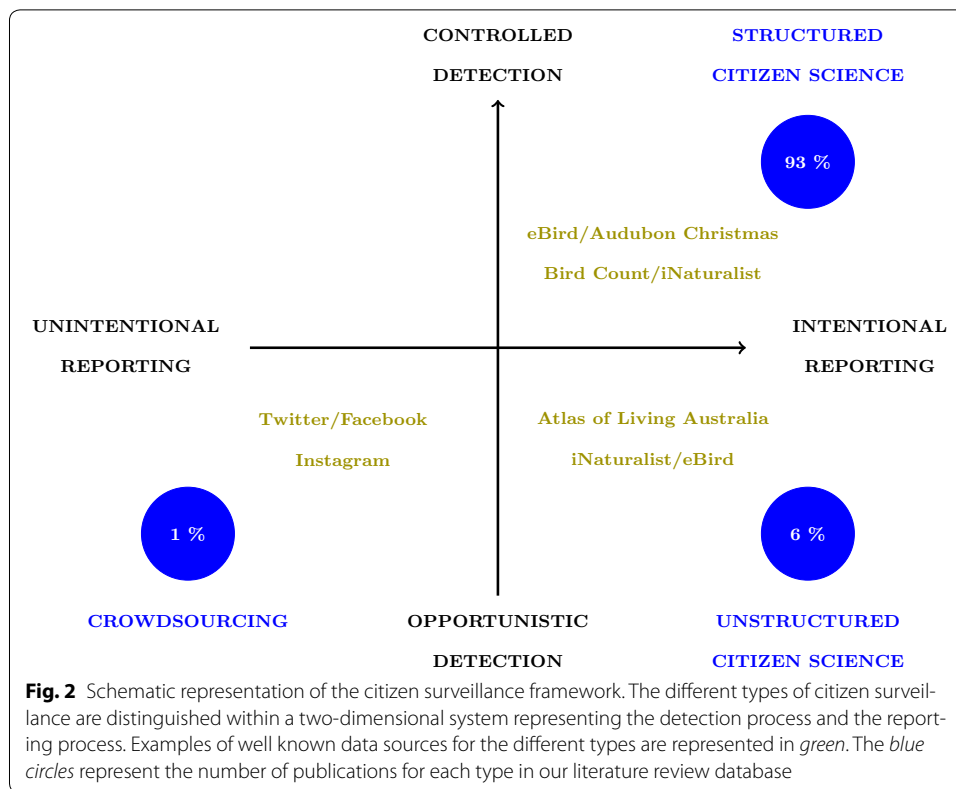 CONTROLLED
DETECTION
STRUCTURED
CITIZEN SCIENCE
93 %
eBird/Audubon Christmas
Bird Count/iNaturalist
UNINTENTIONAL
REPORTING
INTENTIONAL
REPORTING
Twitter/Facebook
Instagram
Atlas of Living Australia
iNaturalist/eBird
1 %
6 %
CROWDSOURCING
OPPORTUNISTIC
DETECTION
UNSTRUCTURED
CITIZEN SCIENCE
Fig. 2 Schematic representation of the citizen surveillance framework. The different types of citizen surveil-
lance are distinguished within a two-dimensional system representing the detection process and the report-
ing process. Examples of well known data sources for the different types are represented in green. The blue
circles represent the number of publications for each type in our literature review database